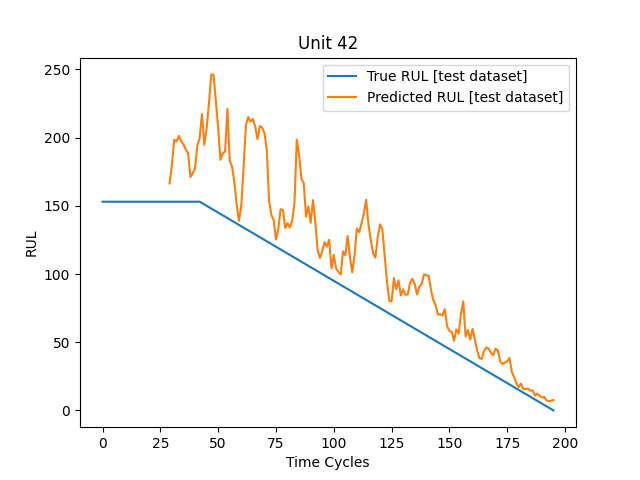 Unit 42
True RUL [test dataset]
Predicted RUL [test dataset]
RUL
250
200
150
100
50
0
0 25 50 75 100 125 150 175 200
Time Cycles